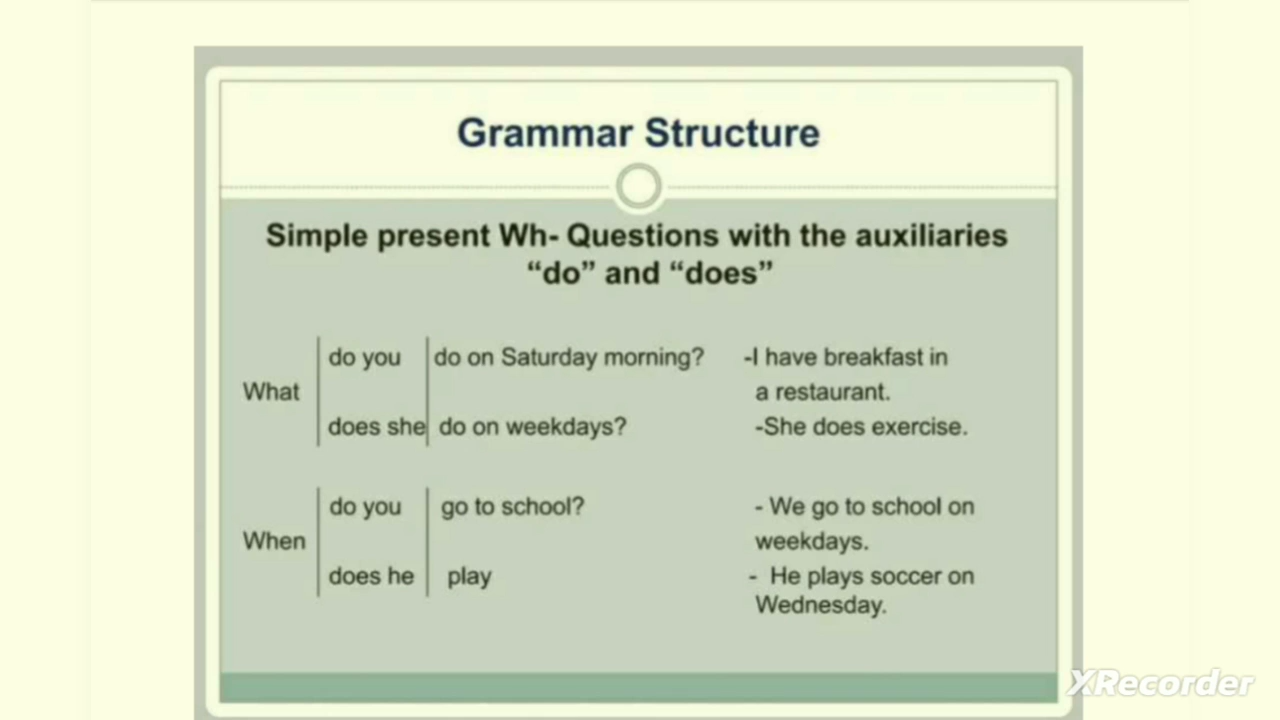 Grammar Structure
Simple present Wh- Questions with the auxiliaries
“do” and “does”
do you do on Saturday morning? -I have breakfast in
What a restaurant.
does she do on weekdays? -She does exercise.
do you go to school? - We go to school on
When weekdays.
does he play - He plays soccer on
Wednesday.
XRecorder